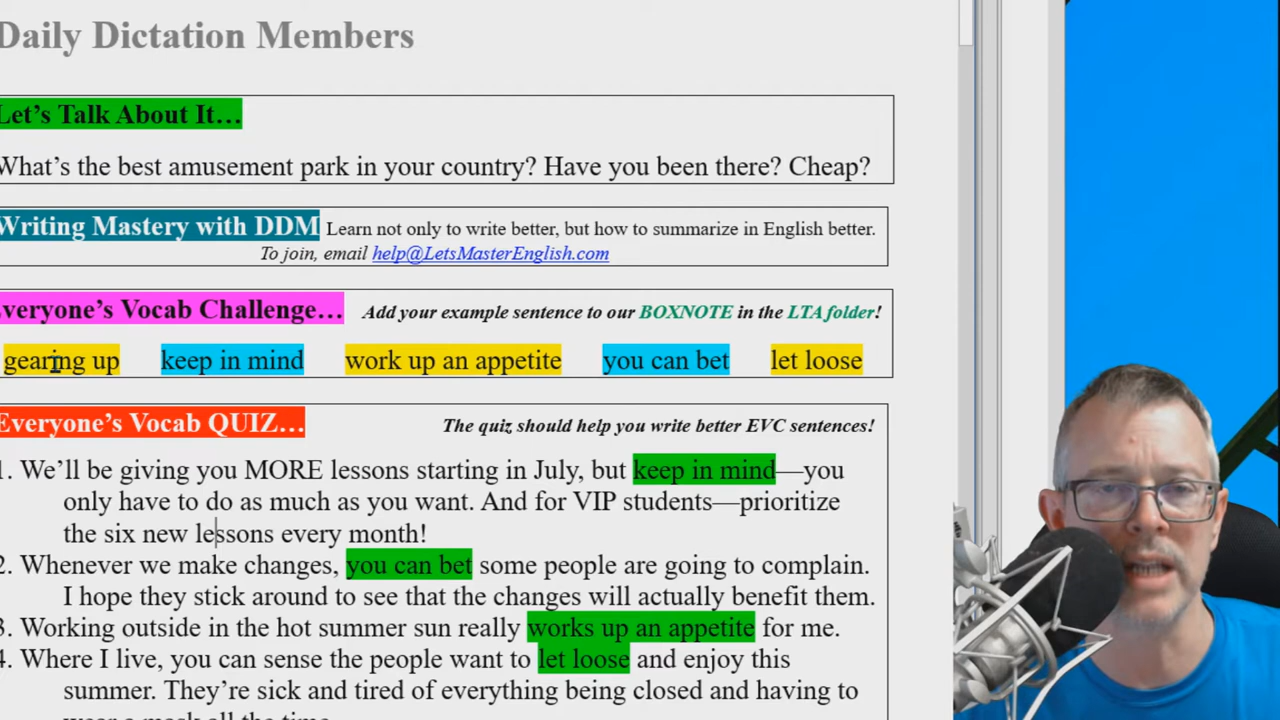 Daily Dictation Members
Let's Talk About It…
What's the best amusement park in your country? Have you been there? Cheap?
Writing Mastery with DDM Learn not only to write better, but how to summarize in English better.
To join, email help@LetsMasterEnglish.com
Everyone's Vocab Challenge… Add your example sentence to our BOXNOTE in the LTA folder!
gearing up keep in mind work up an appetite you can bet let loose
Everyone's Vocab QUIZ… The quiz should help you write better EVC sentences!
1. We'll be giving you MORE lessons starting in July, but keep in mind—you
only have to do as much as you want. And for VIP students—prioritize
the six new lessons every month!
2. Whenever we make changes, you can bet some people are going to complain.
I hope they stick around to see that the changes will actually benefit them.
3. Working outside in the hot summer sun really works up an appetite for me.
4. Where I live, you can sense the people want to let loose and enjoy this
summer. They're sick and tired of everything being closed and having to
wear a mask all the time.